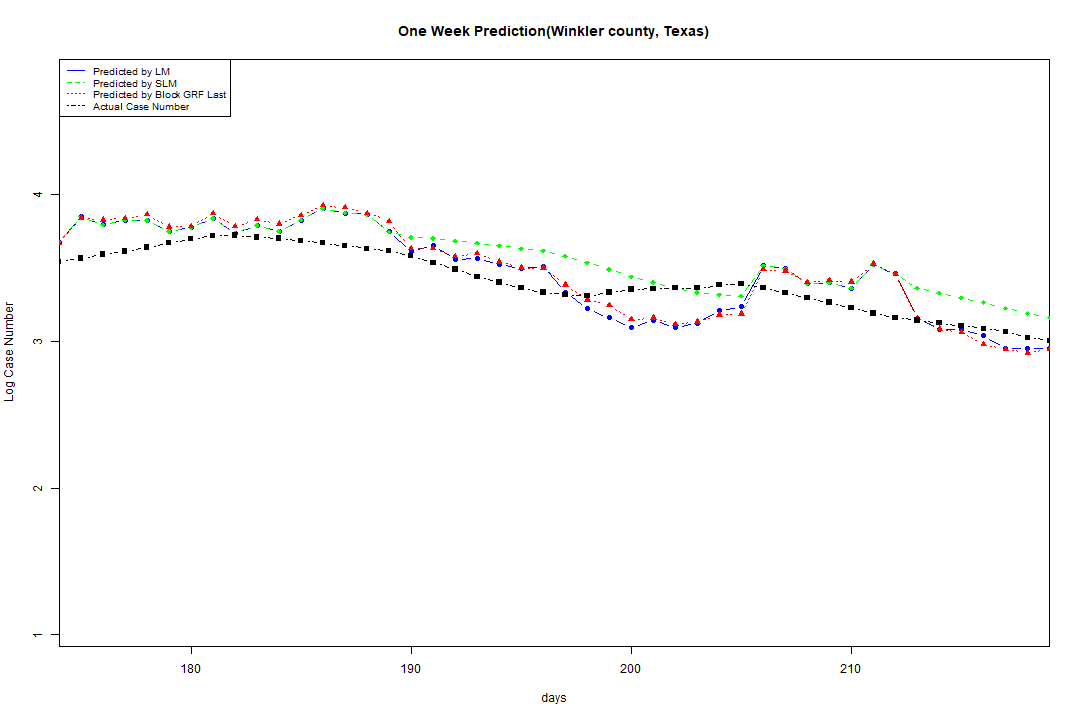 One Week Prediction(Winkler county, Texas)
Predicted by LM
Predicted by SLM
Predicted by Block GRF Last
Actual Case Number
Log Case Number
4
3
2
1
180 190 200 210
days